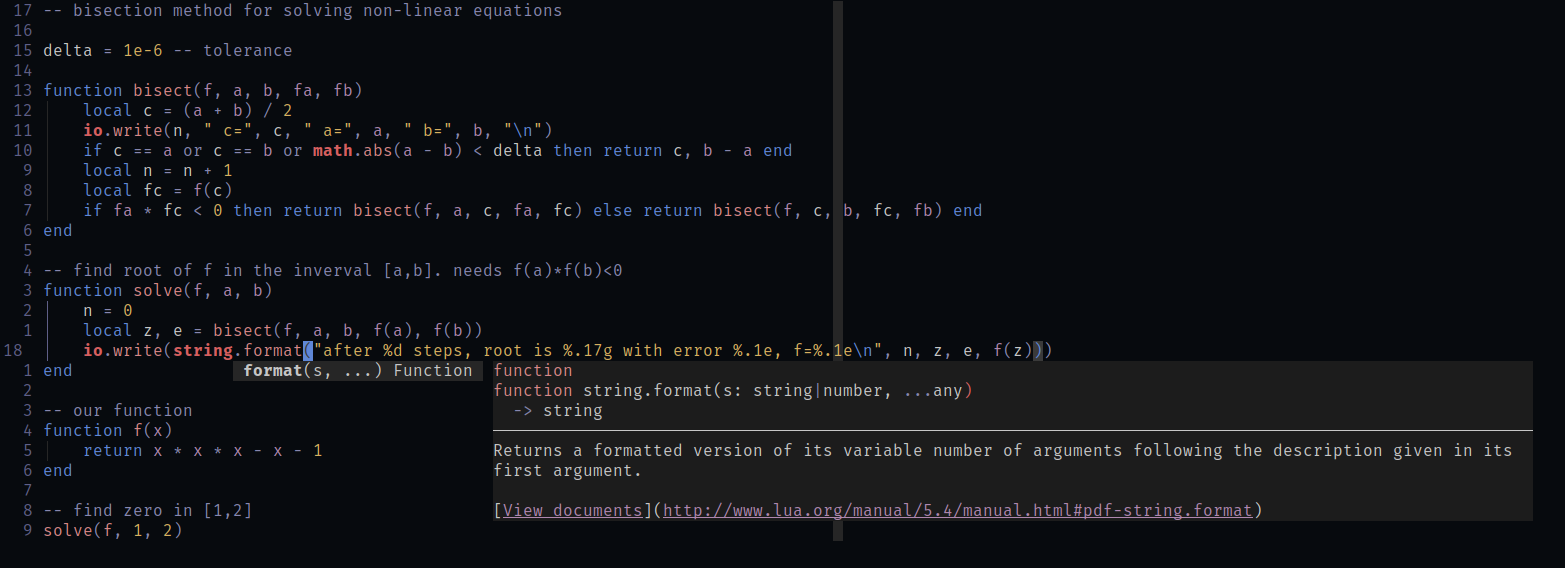 17 -- bisection method for solving non-linear equations
16
15 delta = 1e-6 -- tolerance
14
13 function bisect(f, a, b, fa, fb)
12     local c = (a + b) / 2
11     io.write(n, " c=", c, " a=", a, " b=", b, "\n")
10     if c == a or c == b or math.abs(a - b) < delta then return c, b - a end
9     local n = n + 1
8     local fc = f(c)
7     if fa * fc < 0 then return bisect(f, a, c, fa, fc) else return bisect(f, c, b, fc, fb) end
6 end
5
4 -- find root of f in the inverval [a,b]. needs f(a)*f(b)<0
3 function solve(f, a, b)
2     n = 0
1     local z, e = bisect(f, a, b, f(a), f(b))
18     io.write(string.format("after %d steps, root is %.17g with error %.1e, f=%.1e\n", n, z, e, f(z)))
1 end
format(s, ...) Function
function
2
function string.format(s: string|number, ...any)
3 -- our function
-> string
4 function f(x)
5     return x * x * x - x - 1
Returns a formatted version of its variable number of arguments following the description given in its
6 end
first argument.
7
8 -- find zero in [1,2]
[View documents](http://www.lua.org/manual/5.4/manual.html#pdf-string.format)
9 solve(f, 1, 2)